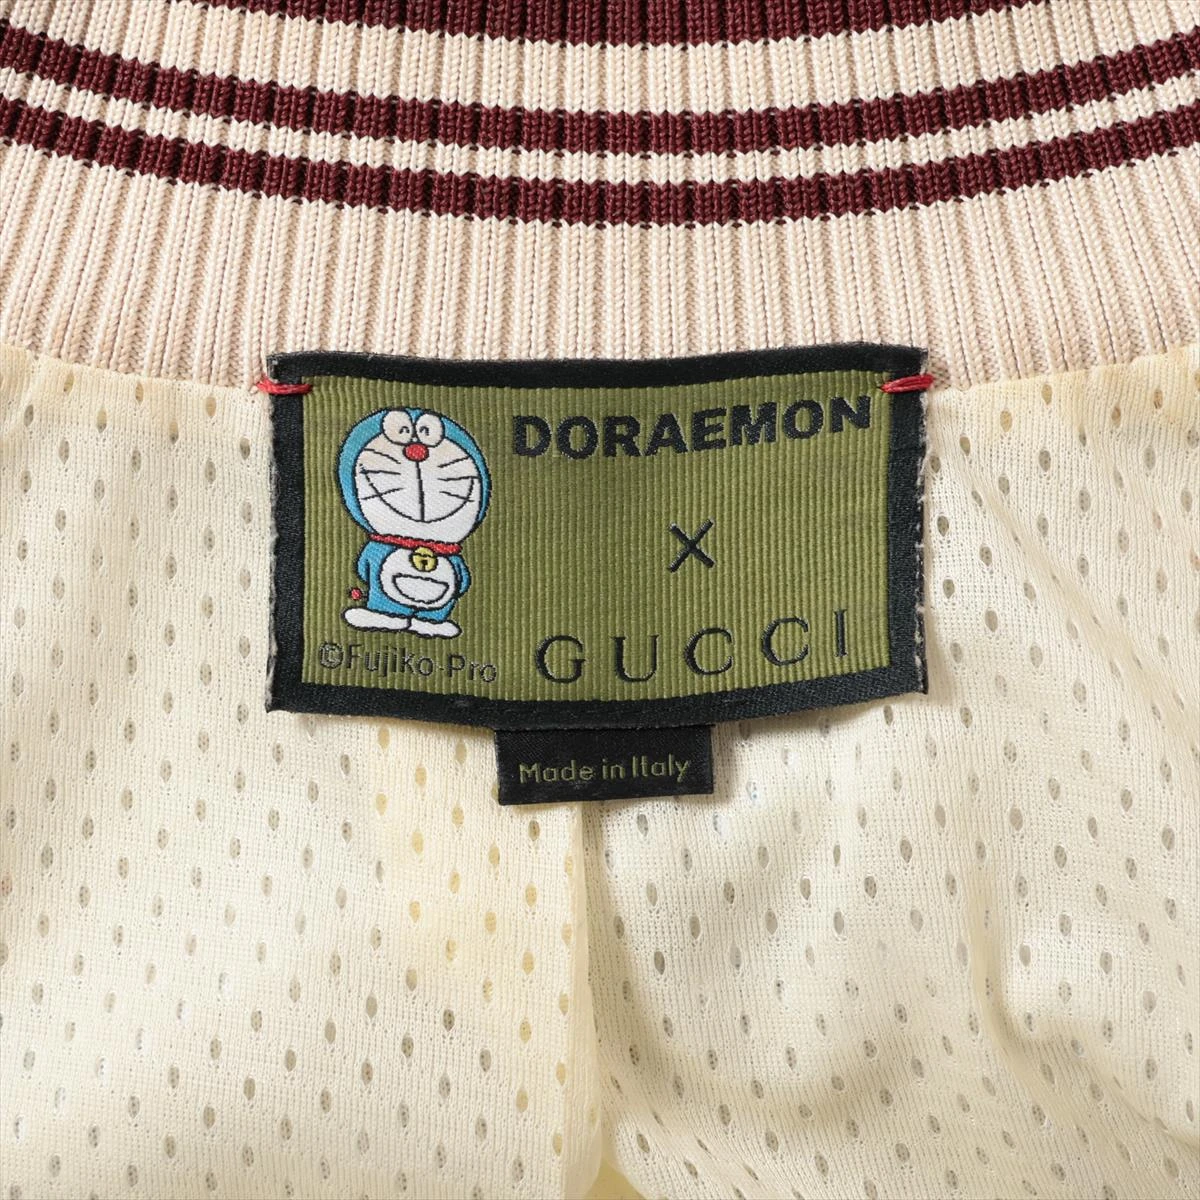 DORAEMON
×
GUCCI
©Fujiko-Pro
Made in Italy